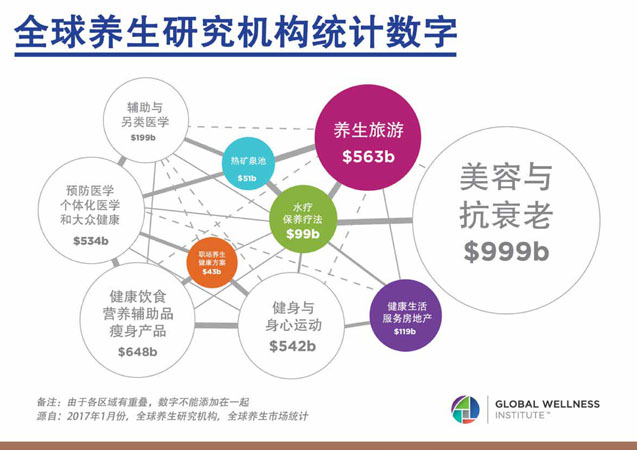 全球养生研究机构统计数字
辅助与
另类医学
$199b
养生旅游
$563b
热矿泉池
$51b
美容与
抗衰老
$999b
预防医学
个体化医学
和大众健康
$534b
水疗
保养疗法
$99b
职场养生
健康方案
$43b
健康饮食
营养辅助品
瘦身产品
$648b
健身与
身心运动
$542b
健康生活
服务房地产
$119b
备注：由于各区域有重叠，数字不能添加在一起
源自：2017年1月份，全球养生研究机构，全球养生市场统计
GLOBAL WELLNESS
INSTITUTE™